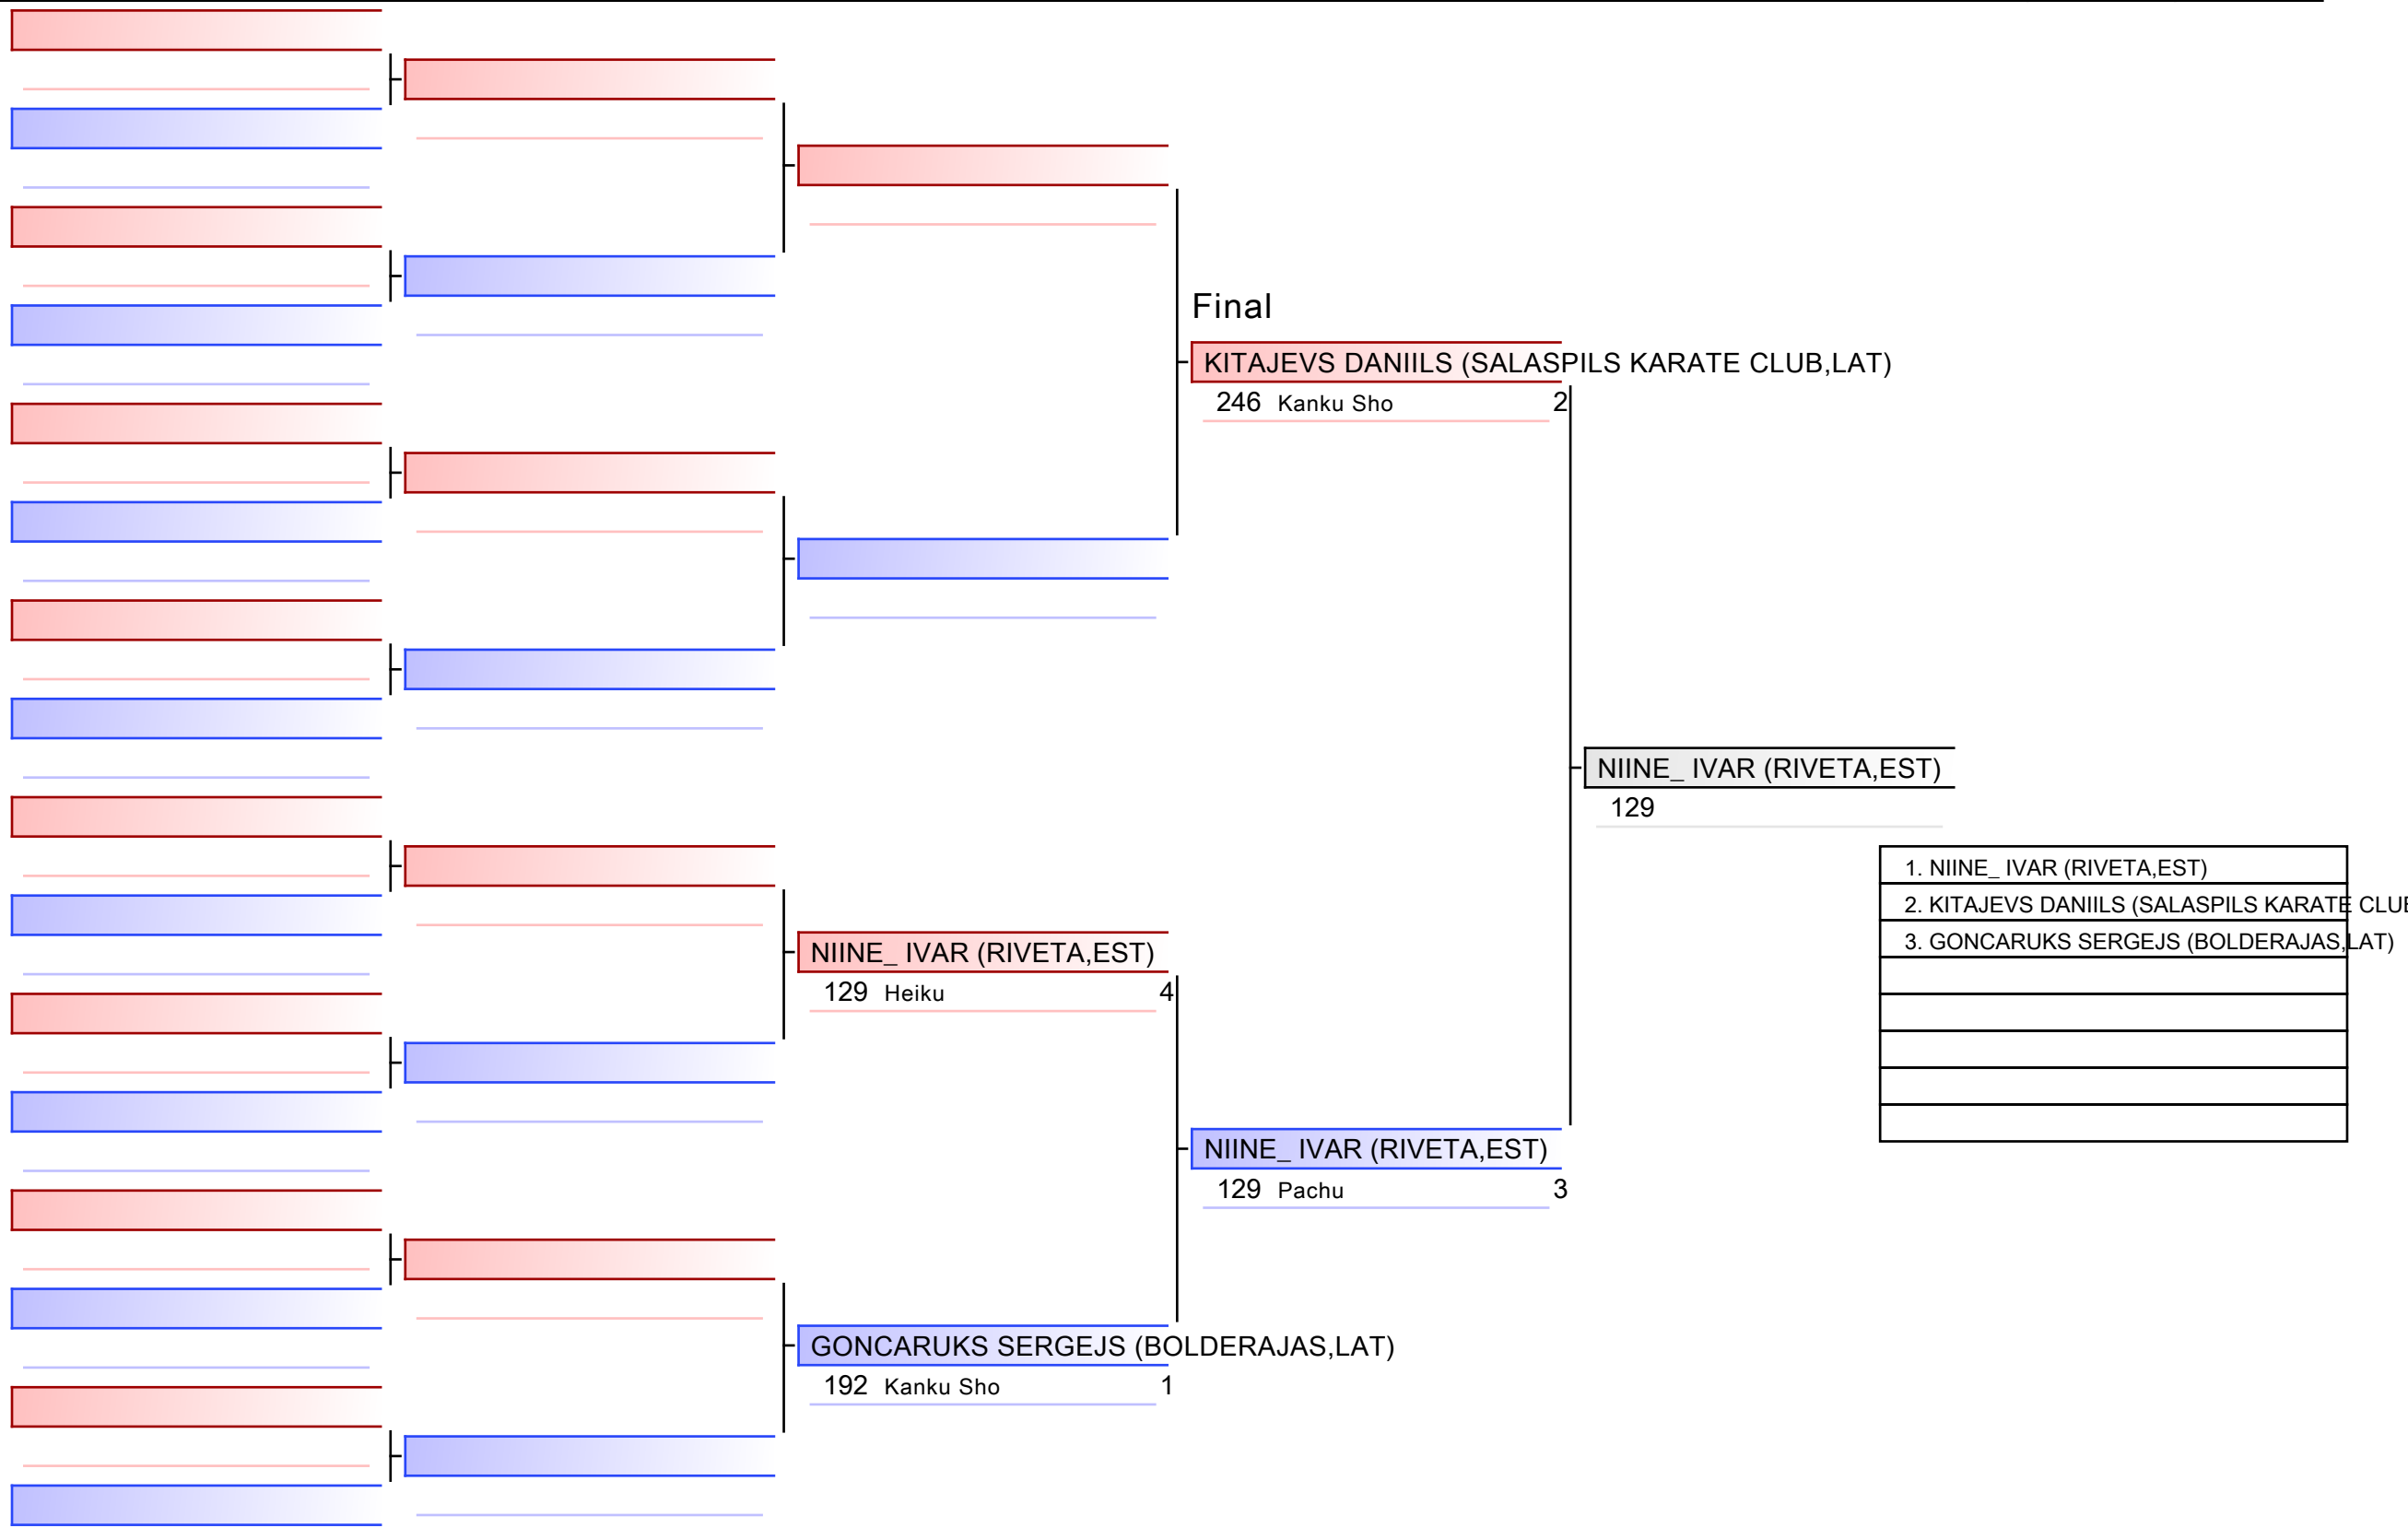 Final
KITAJEVS DANIILS (SALASPILS KARATE CLUB,LAT)
246 Kanku Sho 2
NIINE_ IVAR (RIVETA,EST)
129
1. NIINE_ IVAR (RIVETA,EST)
2. KITAJEVS DANIILS (SALASPILS KARATE CLUB
3. GONCARUKS SERGEJS (BOLDERAJAS,LAT)
NIINE_ IVAR (RIVETA,EST)
129 Heiku 4
NIINE_ IVAR (RIVETA,EST)
129 Pachu 3
GONCARUKS SERGEJS (BOLDERAJAS,LAT)
192 Kanku Sho 1